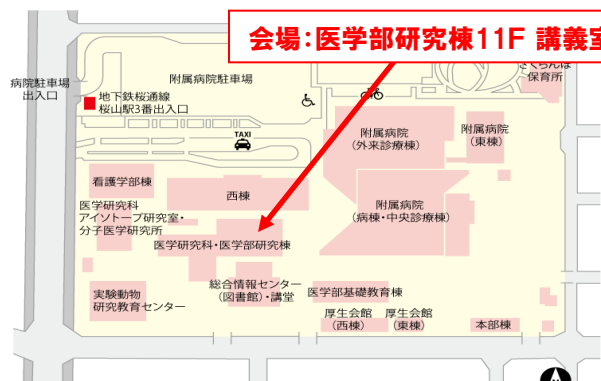 会場：医学部研究棟11F 講義室
さくらんぼ
保育所
病院駐車場
出入口
附属病院駐車場
地下鉄桜通線
桜山駅3番出入口
TAXI
附属病院
(外来診療棟)
附属病院
(東棟)
看護学部棟
西棟
医学研究科
アイソトープ研究室・
分子医学研究所
附属病院
(病棟・中央診療棟)
医学研究科・医学部研究棟
総合情報センター
(図書館)・講堂
医学部基礎教育棟
実験動物
研究教育センター
厚生会館
(西棟)
厚生会館
(東棟)
本部棟